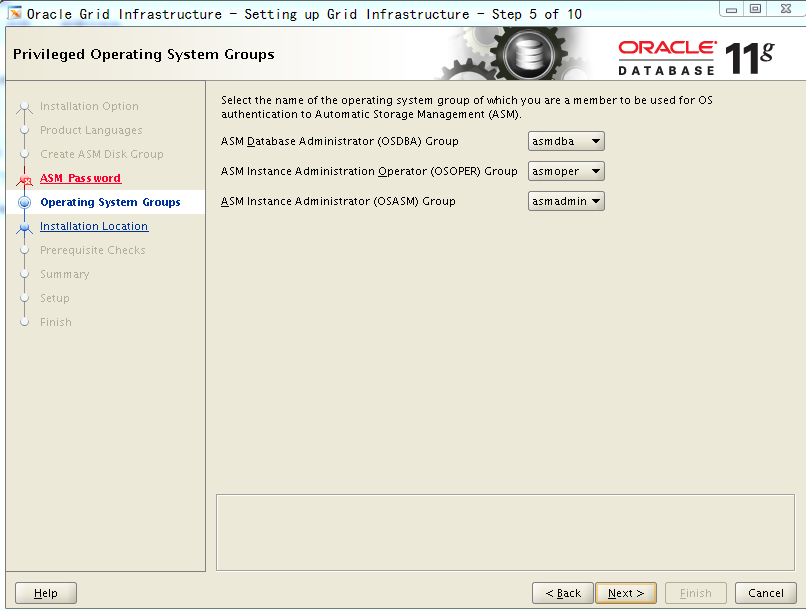 Oracle Grid Infrastructure - Setting up Grid Infrastructure - Step 5 of 10
Privileged Operating System Groups
ORACLE
DATABASE
11g
Installation Option
Product Languages
Create ASM Disk Group
ASM Password
Operating System Groups
Installation Location
Prerequisite Checks
Summary
Setup
Finish
Select the name of the operating system group of which you are a member to be used for OS
authentication to Automatic Storage Management (ASM).
ASM Database Administrator (OSDBA) Group asmdba
ASM Instance Administration Operator (OSOPER) Group asmoper
ASM Instance Administrator (OSASM) Group asmadmin
Help < Back Next > Finish Cancel